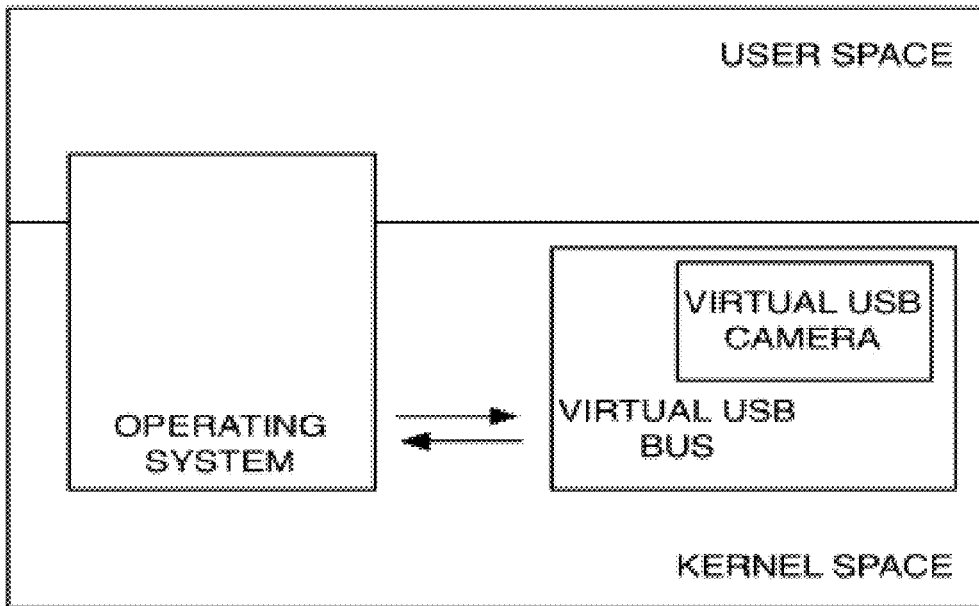 USER SPACE
VIRTUAL USB
CAMERA
OPERATING
SYSTEM
VIRTUAL USB
BUS
KERNEL SPACE